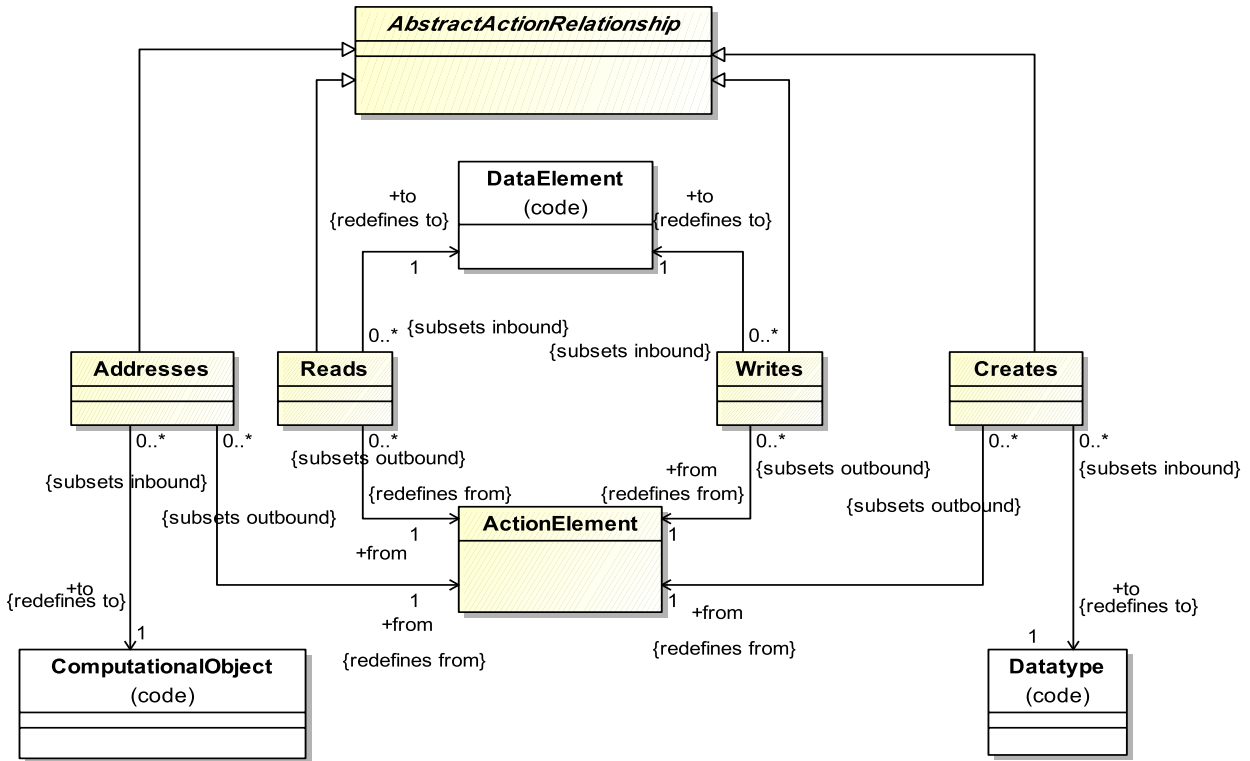 AbstractActionRelationship
DataElement
(code)
+to
{redefines to}
+to
{redefines to}
1
1
0..*
{subsets inbound}
0..*
{subsets inbound}
Addresses
Reads
Writes
Creates
0..*
0..*
0..*
0..*
0..*
0..*
{subsets inbound}
{subsets outbound}
{subsets outbound}
{redefines from}
+from
{redefines from}
{subsets outbound}
{subsets outbound}
{subsets inbound}
ActionElement
1
+from
1
1
+from
{redefines from}
1
+from
{redefines from}
+to
{redefines to}
1
+to
{redefines to}
1
ComputationalObject
(code)
Datatype
(code)